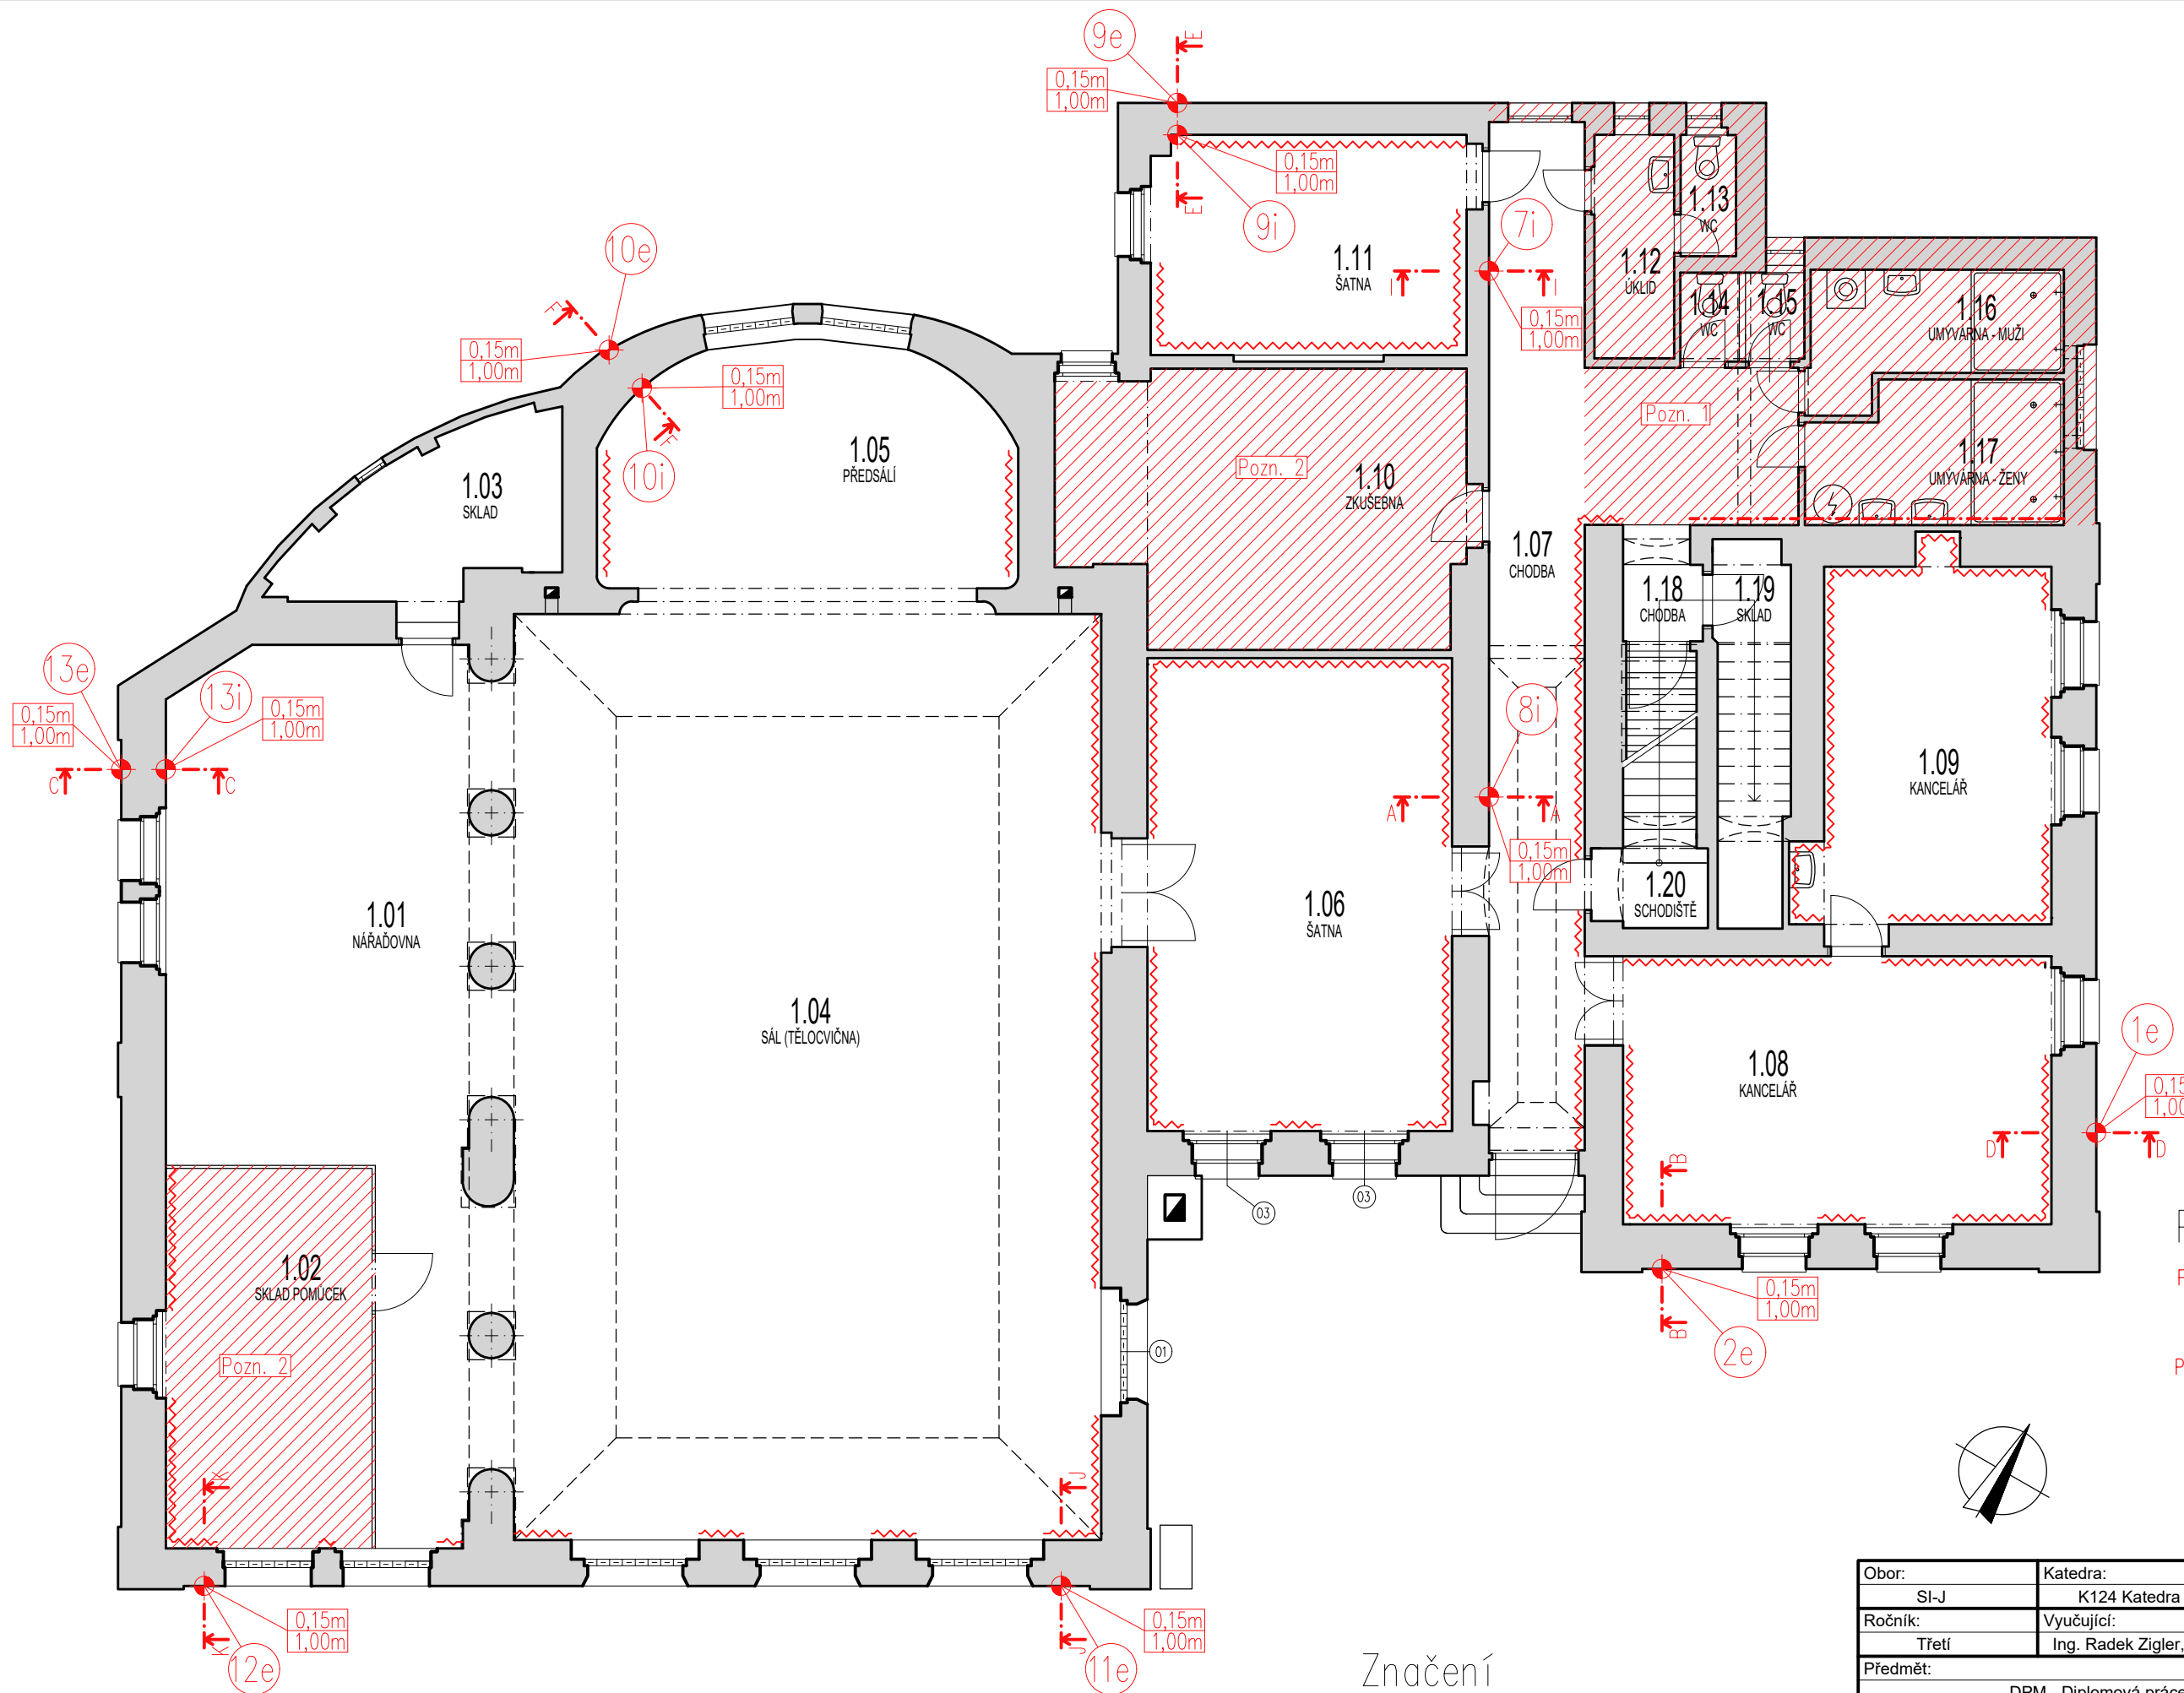 9e
E
0,15m
1,00m
0,15m
1,00m
E
9i
7i
1.13
WC
10e
1.11
ŠATNA
I
I
1.12
ÚKLID
1.14
WC
1.15
WC
1.16
UMÝVÁRNA - MUŽI
F
0,15m
1,00m
0,15m
1,00m
0,15m
1,00m
F
10i
1.05
PŘEDSÁLÍ
Pozn. 1
1.03
SKLAD
Pozn. 2
1.10
ZKUŠEBNA
1.17
UMÝVÁRNA - ŽENY
1.07
CHODBA
1.18
CHODBA
1.19
SKLAD
13e
13i
0,15m
1,00m
0,15m
1,00m
8i
C
C
A
A
1.09
KANCELÁŘ
0,15m
1,00m
1.20
SCHODIŠTĚ
1.01
NÁŘAĎOVNA
1.06
ŠATNA
1.04
SÁL (TĚLOCVIČNA)
1e
1.08
KANCELÁŘ
0,15
1,00
D
D
B
03
03
1.02
SKLAD POMŮCEK
0,15m
1,00m
B
2e
Pozn. 2
01
K
J
0,15m
1,00m
0,15m
1,00m
K
J
12e
11e
Značení
Obor:
Katedra:
SI-J
K124 Katedra
Ročník:
Vyučující:
Třetí
Ing. Radek Zigler,
Předmět:
DPM - Diplomová práce